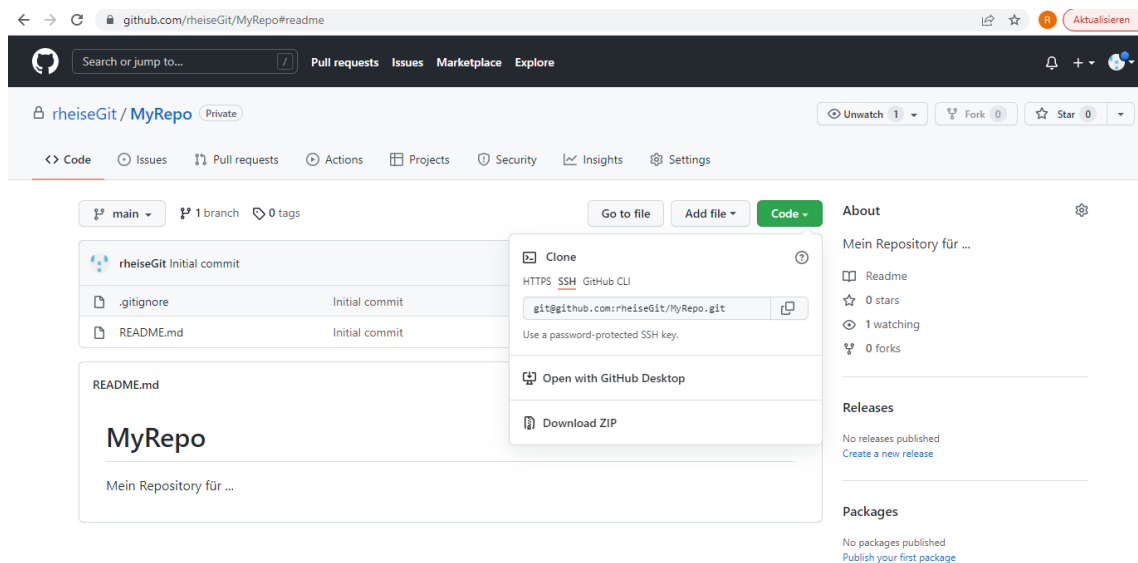 github.com/rheiseGit/MyRepo#readme
R
Aktualisieren
Search or jump to...
/
Pull requests Issues Marketplace Explore
rheiseGit / MyRepo Private
Unwatch 1
Fork 0
Star 0
<> Code Issues Pull requests Actions Projects Security Insights Settings
main 1 branch 0 tags
Go to file Add file Code
rheiseGit Initial commit
.gitignore Initial commit
README.md Initial commit
Clone
HTTPS SSH GitHub CLI
git@github.com:rheiseGit/MyRepo.git
Use a password-protected SSH key.
Open with GitHub Desktop
Download ZIP
README.md
MyRepo
Mein Repository für ...
About
Mein Repository für ...
Readme
0 stars
1 watching
0 forks
Releases
No releases published
Create a new release
Packages
No packages published
Publish your first package